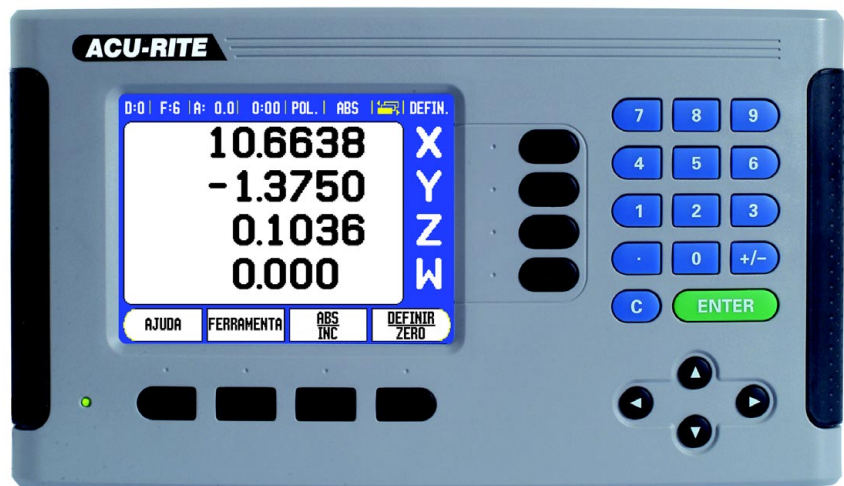 ACU-RITE
D:0 | F:6 | A: 0.0 | 0:00 | POL. | ABS | | DEFIN.
10.6638 X
-1.3750 Y
0.1036 Z
0.000 W
AJUDA FERRAMENTA ABS INC DEFINIR ZERO
7 8 9
4 5 6
1 2 3
. 0 +/-
C ENTER